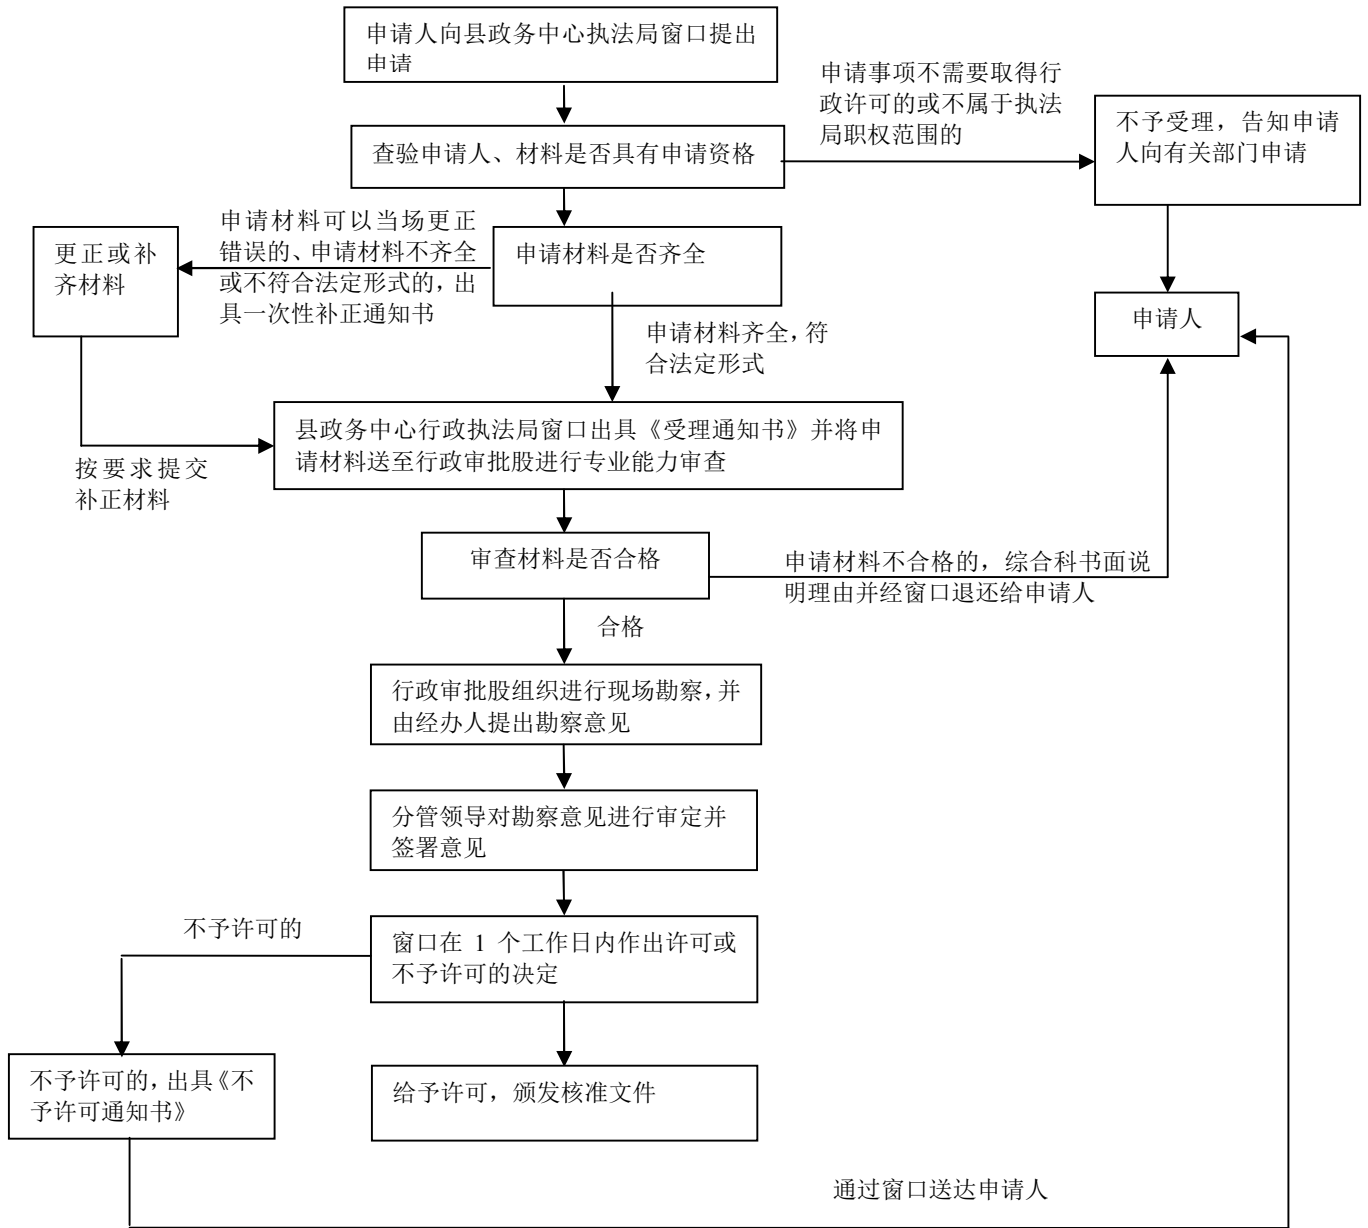 申请人向县政务中心执法局窗口提出
申请
申请事项不需要取得行
政许可的或不属于执法
局职权范围的
不予受理，告知申请
人向有关部门申请
查验申请人、材料是否具有申请资格
申请材料可以当场更正
错误的、申请材料不齐全
或不符合法定形式的，出
具一次性补正通知书
更正或补
齐材料
申请材料是否齐全
申请人
申请材料齐全，符
合法定形式
县政务中心行政执法局窗口出具《受理通知书》并将申
请材料送至行政审批股进行专业能力审查
按要求提交
补正材料
审查材料是否合格
申请材料不合格的，综合科书面说
明理由并经窗口退还给申请人
合格
行政审批股组织进行现场勘察，并
由经办人提出勘察意见
分管领导对勘察意见进行审定并
签署意见
不予许可的
窗口在 1 个工作日内作出许可或
不予许可的决定
不予许可的，出具《不
予许可通知书》
给予许可，颁发核准文件
通过窗口送达申请人